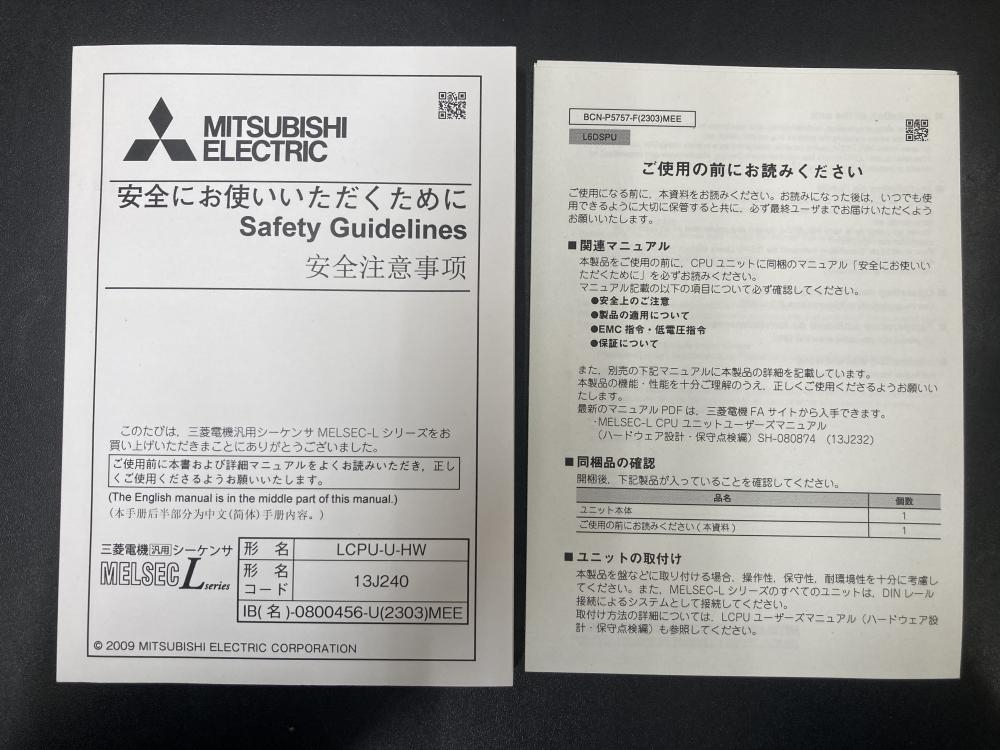 MITSUBISHI
ELECTRIC
安全にお使いいただくために
Safety Guidelines
安全注意事项
このたびは，三菱電機汎用シーケンサ MELSEC-L シリーズをお
買い上げいただきまことにありがとうございました。
ご使用前に本書および詳細マニュアルをよくお読みいただき，正し
くご使用くださるようお願いいたします。
(The English manual is in the middle part of this manual.)
(本手册后半部分为中文(简体)手册内容。)
三菱電機 汎用 シーケンサ
MELSEC L series
形 名 LCPU-U-HW
形 名
コード
13J240
IB(名)-0800456-U(2303)MEE
© 2009 MITSUBISHI ELECTRIC CORPORATION
BCN-P5757-F(2303)MEE
L6DSPU
ご使用の前にお読みください
ご使用になる前に，本資料をお読みください。お読みになった後は，いつでも使
用できるように大切に保管すると共に，必ず最終ユーザまでお届けいただくよう
お願いいたします。
■関連マニュアル
本製品をご使用の前に，CPU ユニットに同梱のマニュアル「安全にお使いい
ただくために」を必ずお読みください。
マニュアル記載の以下の項目について必ず確認してください。
●安全上のご注意
●製品の適用について
●EMC 指令・低電圧指令
●保証について
また，別売の下記マニュアルに本製品の詳細を記載しています。
本製品の機能・性能を十分ご理解のうえ，正しくご使用くださるようお願いい
たします。
最新のマニュアル PDF は，三菱電機 FA サイトから入手できます。
・MELSEC-L CPU ユニットユーザーズマニュアル
（ハードウェア設計・保守点検編）SH-080874 （13J232）
■同梱品の確認
開梱後，下記製品が入っていることを確認してください。
品名 個数
ユニット本体 1
ご使用の前にお読みください(本資料) 1
■ユニットの取付け
本製品を盤などに取り付ける場合，操作性，保守性，耐環境性を十分に考慮し
てください。また，MELSEC-L シリーズのすべてのユニットは，DIN レール
接続によるシステムとして接続してください。
取付け方法の詳細については，LCPU ユーザーズマニュアル（ハードウェア設
計・保守点検編）も参照してください。